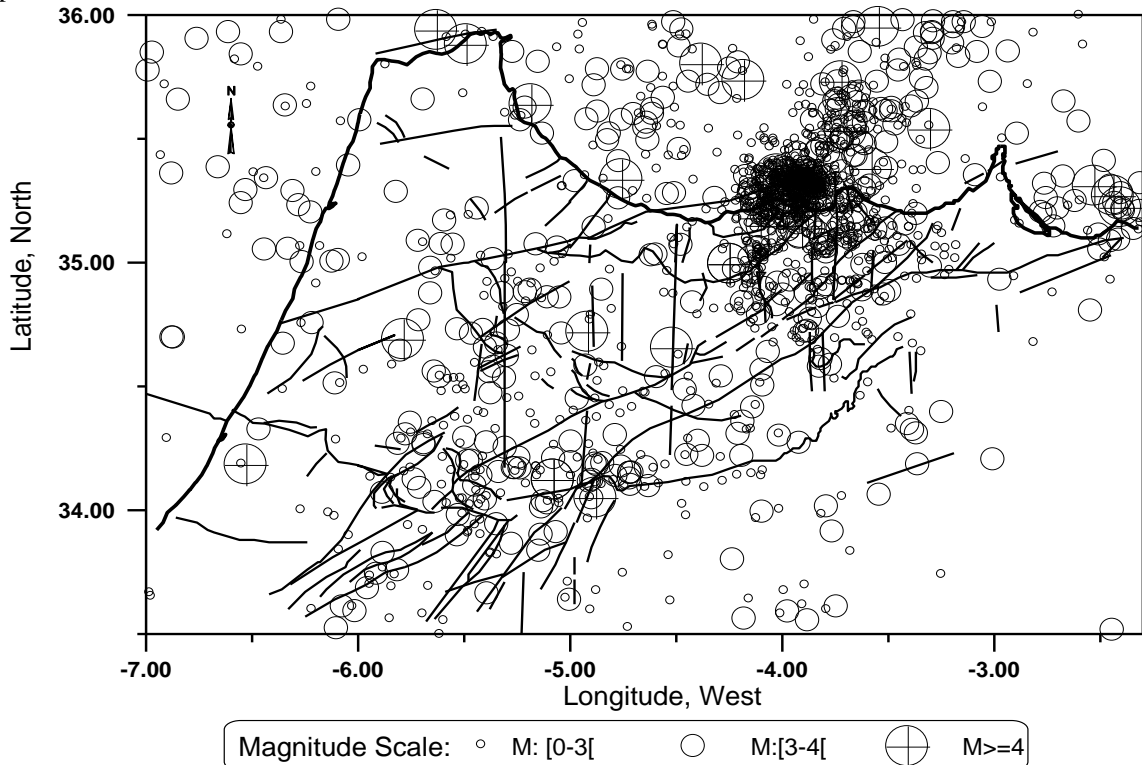 36.00
N
35.00
34.00
Latitude, North
-7.00 -6.00 -5.00 -4.00 -3.00
Longitude, West
Magnitude Scale: M: [0-3[ M:[3-4[ M>=4